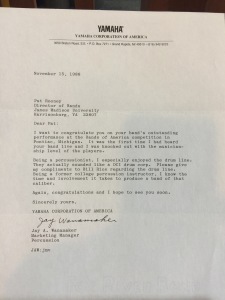 YAMAHA
YAMAHA CORPORATION OF AMERICA
November 15, 1988
Pat Rooney
Director of Bands
James Madison University
Harrisonburg, VA 22807
Dear Pat:
I want to congratulate you on your band's outstanding
performance at the Bands of America competition in
Pontiac, Michigan. It was the first time I had heard
your band live and I was knocked out with the musician-
ship level of the players.
Being a percussionist, I especially enjoyed the drum line.
They actually sounded like a DCI drum corp. Please give
my compliments to Bill Rice regarding the drum line.
Being a former college percussion instructor, I know the
time and involvement it takes to produce a band of that
caliber.
Again, congratulations and I hope to see you soon.
Sincerely yours,
YAMAHA CORPORATION OF AMERICA
Jay Wanamaker
Jay A. Wanamaker
Marketing Manager
Percussion
JAW: